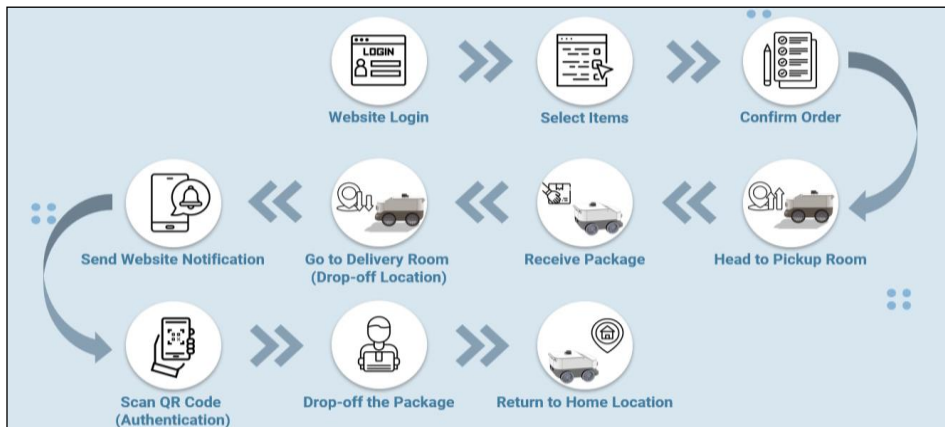 LOGIN
Website Login
Select Items
Confirm Order
Send Website Notification
Go to Delivery Room
(Drop-off Location)
Receive Package
Head to Pickup Room
Scan QR Code
(Authentication)
Drop-off the Package
Return to Home Location